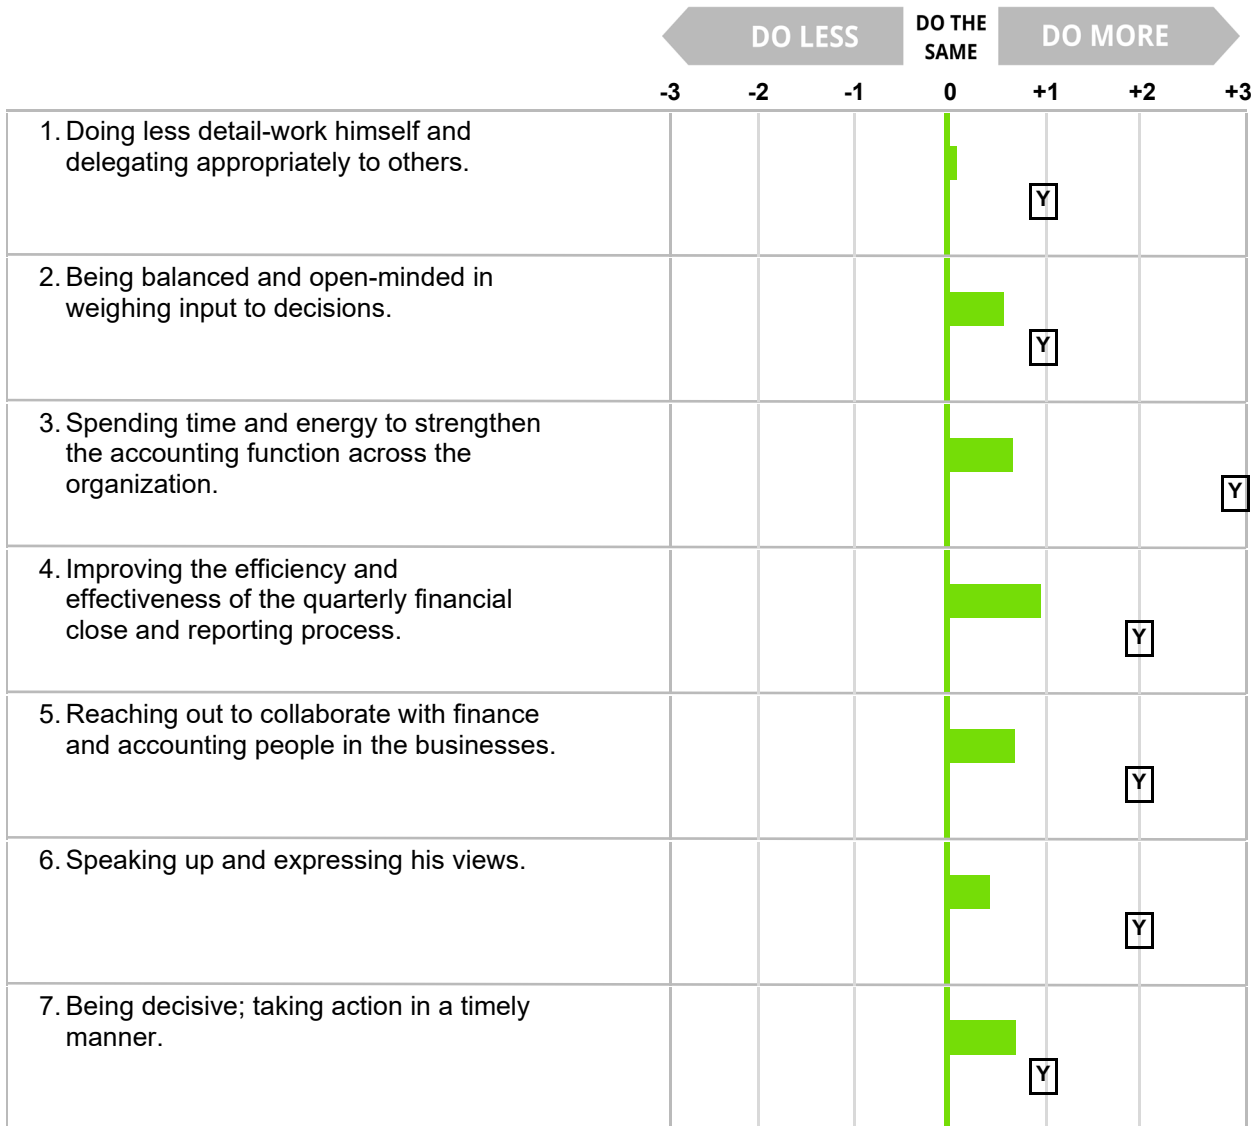 DO LESS
DO THE
SAME
DO MORE
-3 -2 -1 0 +1 +2 +3
1. Doing less detail-work himself and
delegating appropriately to others.
Y
2. Being balanced and open-minded in
weighing input to decisions.
Y
3. Spending time and energy to strengthen
the accounting function across the
organization.
Y
4. Improving the efficiency and
effectiveness of the quarterly financial
close and reporting process.
Y
5. Reaching out to collaborate with finance
and accounting people in the businesses.
Y
6. Speaking up and expressing his views.
Y
7. Being decisive; taking action in a timely
manner.
Y